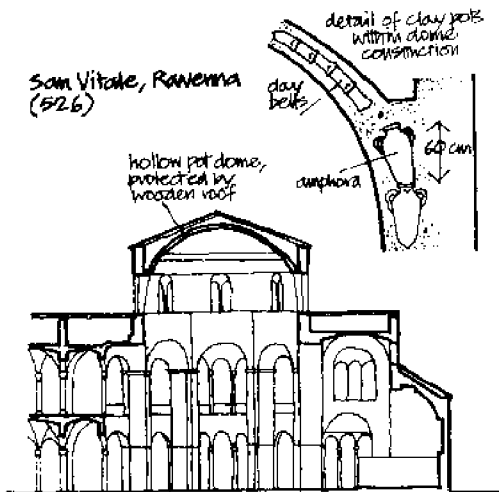 San Vitale, Ravenna
(526)
detail of clay pots
within dome
construction
clay
belts
60 cm
amphora
hollow pot dome,
protected by
wooden roof